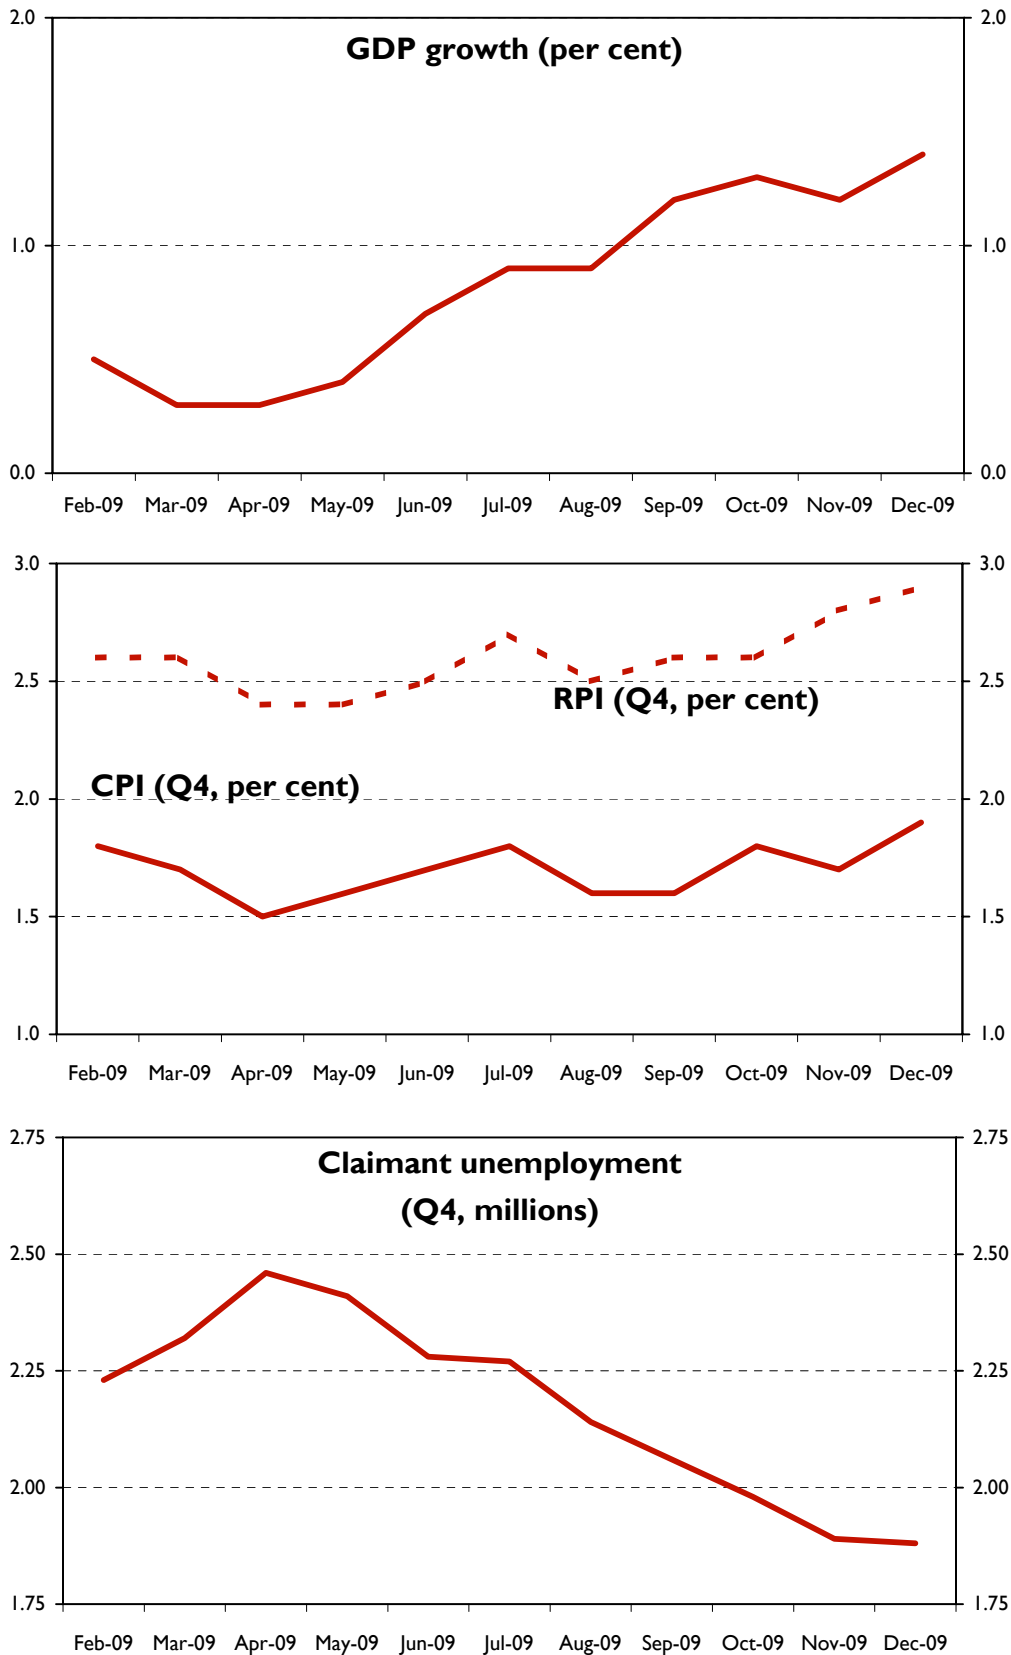 2.0 2.0
GDP growth (per cent)
1.0 1.0
0.0 0.0
Feb-09 Mar-09 Apr-09 May-09 Jun-09 Jul-09 Aug-09 Sep-09 Oct-09 Nov-09 Dec-09
3.0 3.0
2.5 2.5
RPI (Q4, per cent)
CPI (Q4, per cent)
2.0 2.0
1.5 1.5
1.0 1.0
Feb-09 Mar-09 Apr-09 May-09 Jun-09 Jul-09 Aug-09 Sep-09 Oct-09 Nov-09 Dec-09
2.75 2.75
Claimant unemployment
(Q4, millions)
2.50 2.50
2.25 2.25
2.00 2.00
1.75 1.75
Feb-09 Mar-09 Apr-09 May-09 Jun-09 Jul-09 Aug-09 Sep-09 Oct-09 Nov-09 Dec-09